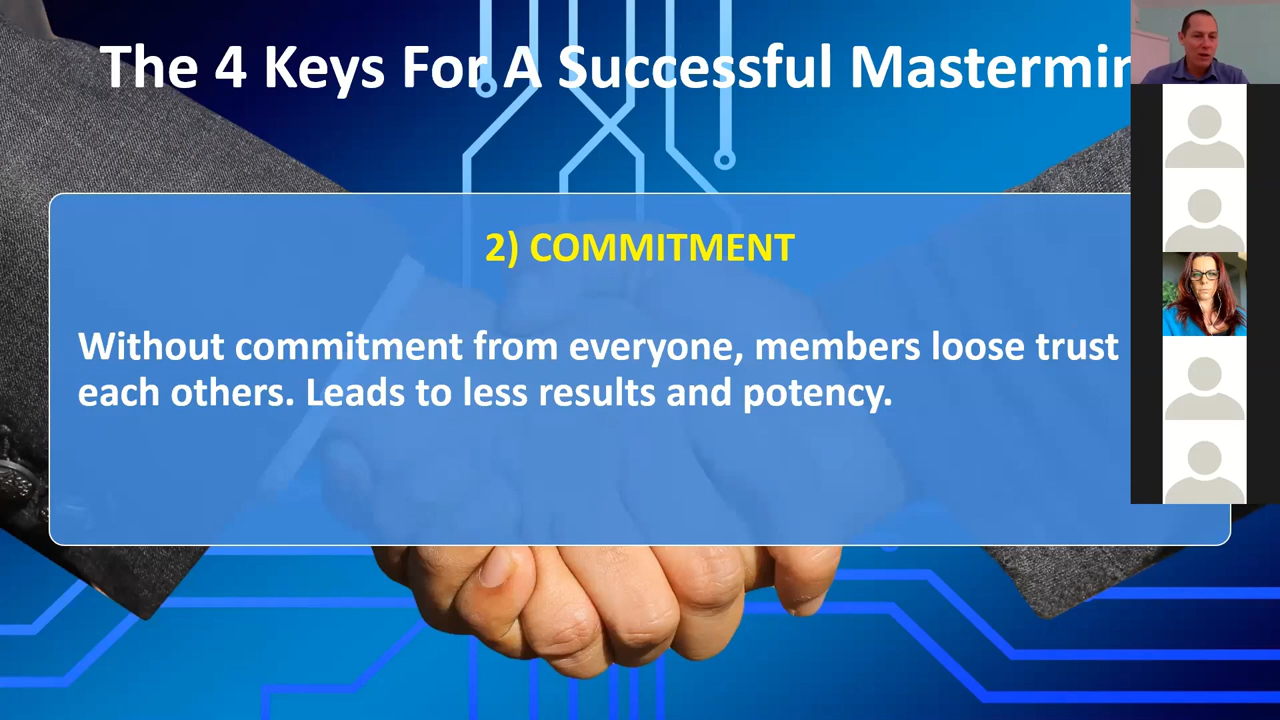 The 4 Keys For A Successful
2) COMMITMENT
Without commitment from everyone, members loose trust
each others. Leads to less results and potency.